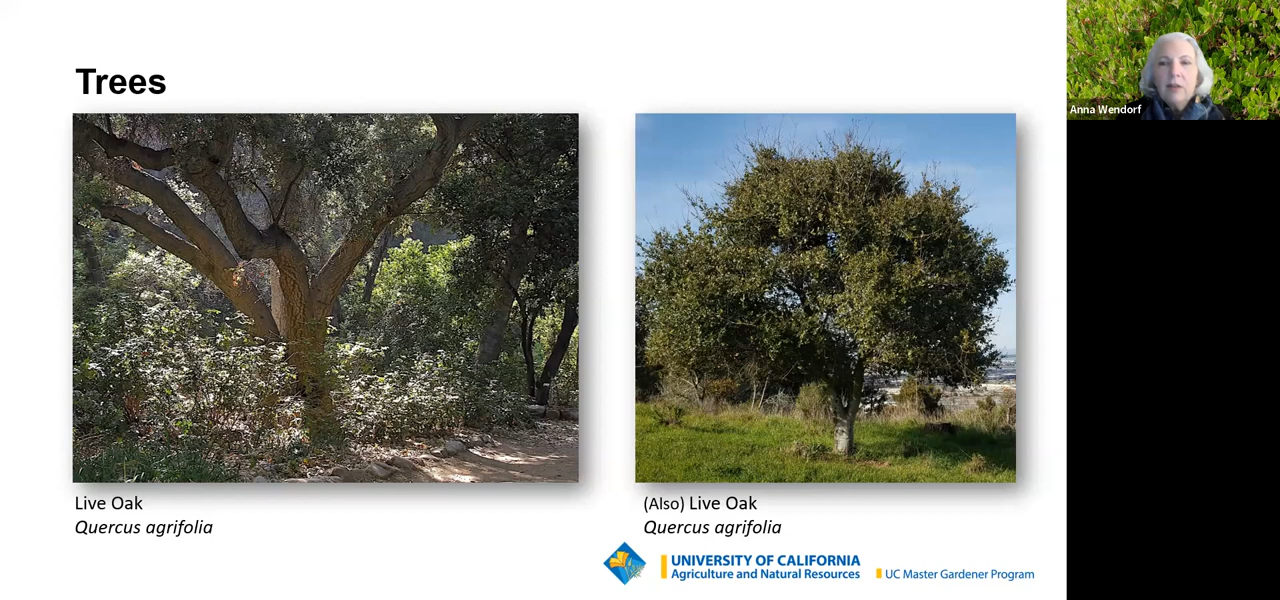 Trees
Anna Wendorf
Live Oak
Quercus agrifolia
(Also) Live Oak
Quercus agrifolia
UNIVERSITY OF CALIFORNIA
Agriculture and Natural Resources
UC Master Gardener Program